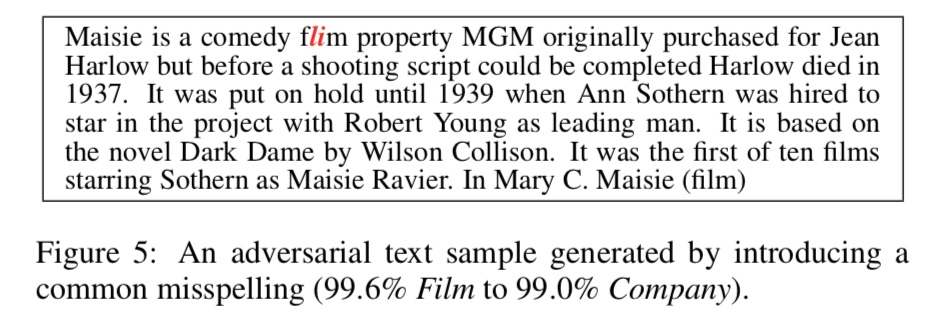 Maisie is a comedy flim property MGM originally purchased for Jean
Harlow but before a shooting script could be completed Harlow died in
1937. It was put on hold until 1939 when Ann Sothern was hired to
star in the project with Robert Young as leading man. It is based on
the novel Dark Dame by Wilson Collison. It was the first of ten films
starring Sothern as Maisie Ravier. In Mary C. Maisie (film)
Figure 5: An adversarial text sample generated by introducing a
common misspelling (99.6% Film to 99.0% Company).